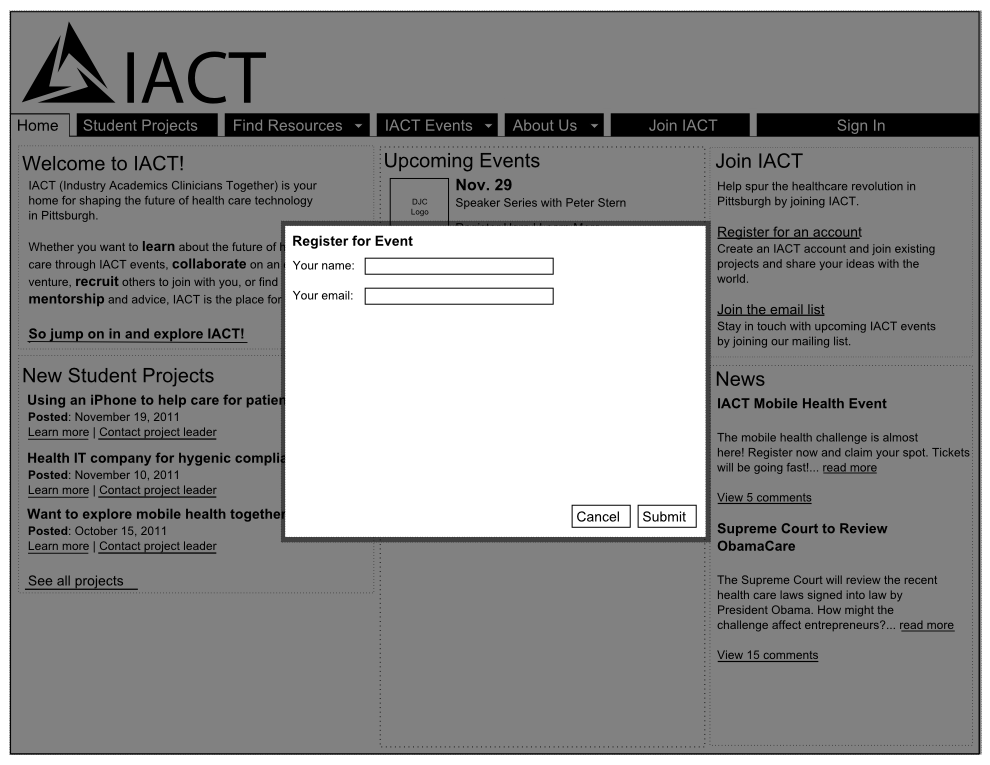 IACT
Home
Student Projects
Find Resources
IACT Events
About Us
Join IACT
Sign In
Welcome to IACT!
IACT (Industry Academics Clinicians Together) is your
home for shaping the future of health care technology
in Pittsburgh.
Whether you want to learn about the future of
care through IACT events, collaborate on an
venture, recruit others to join with you, or find
mentorship and advice, IACT is the place for
So jump on in and explore IACT!
New Student Projects
Using an iPhone to help care for
Posted: November 19, 2011
Learn more | Contact project leader
Health IT company for hygenic
Posted: November 10, 2011
Learn more | Contact project leader
Want to explore mobile health together
Posted: October 15, 2011
Learn more | Contact project leader
See all projects
Upcoming Events
DJC
Logo
Nov. 29
Speaker Series with Peter Stern
Register for Event
Your name:
Your email:
Cancel
Submit
Join IACT
Help spur the healthcare revolution in
Pittsburgh by joining IACT.
Register for an account
Create an IACT account and join existing
projects and share your ideas with the
world.
Join the email list
Stay in touch with upcoming IACT events
by joining our mailing list.
News
IACT Mobile Health Event
The mobile health challenge is almost
here! Register now and claim your spot. Tickets
will be going fast!... read more
View 5 comments
Supreme Court to Review
ObamaCare
The Supreme Court will review the recent
health care laws signed into law by
President Obama. How might the
challenge affect entrepreneurs?... read more
View 15 comments